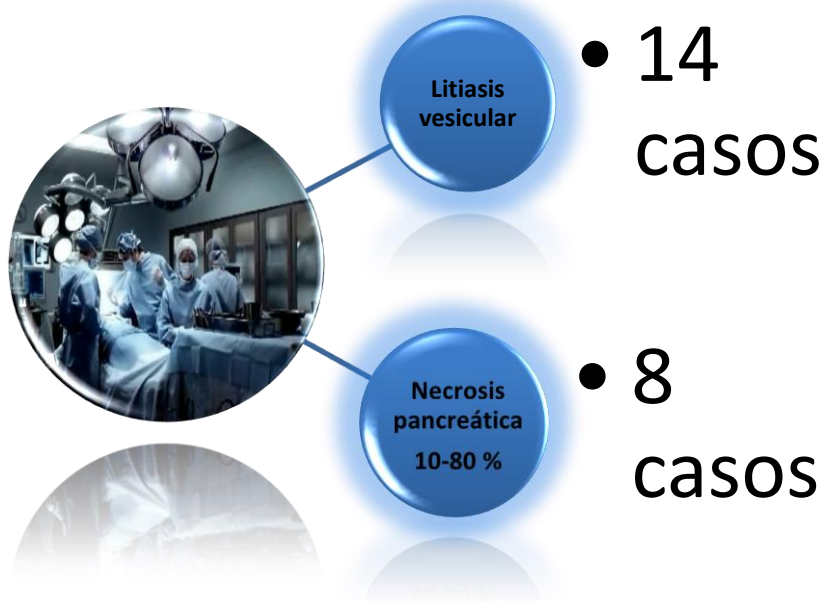 Litiasis
vesicular
• 14
casos
Necrosis
pancreática
10-80 %
• 8
casos